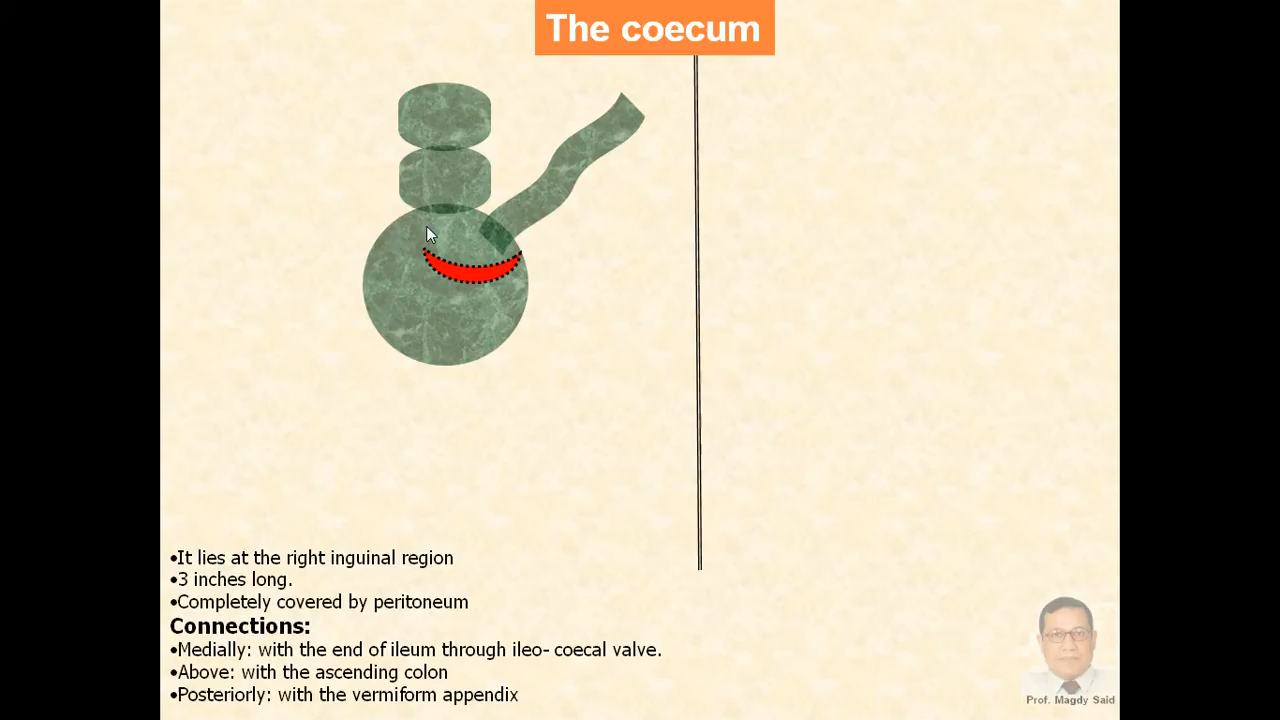 The coecum
•It lies at the right inguinal region
•3 inches long.
•Completely covered by peritoneum
Connections:
•Medially: with the end of ileum through ileo- coecal valve.
•Above: with the ascending colon
•Posteriorly: with the vermiform appendix
Prof. Magdy Said